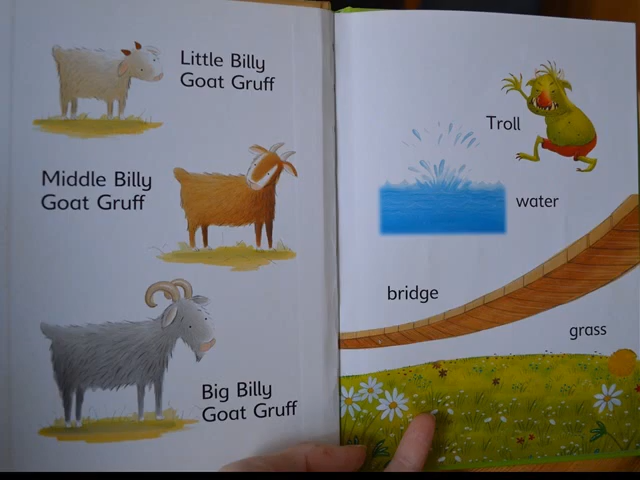 Little Billy
Goat Gruff
Middle Billy
Goat Gruff
Big Billy
Goat Gruff
Troll
water
bridge
grass